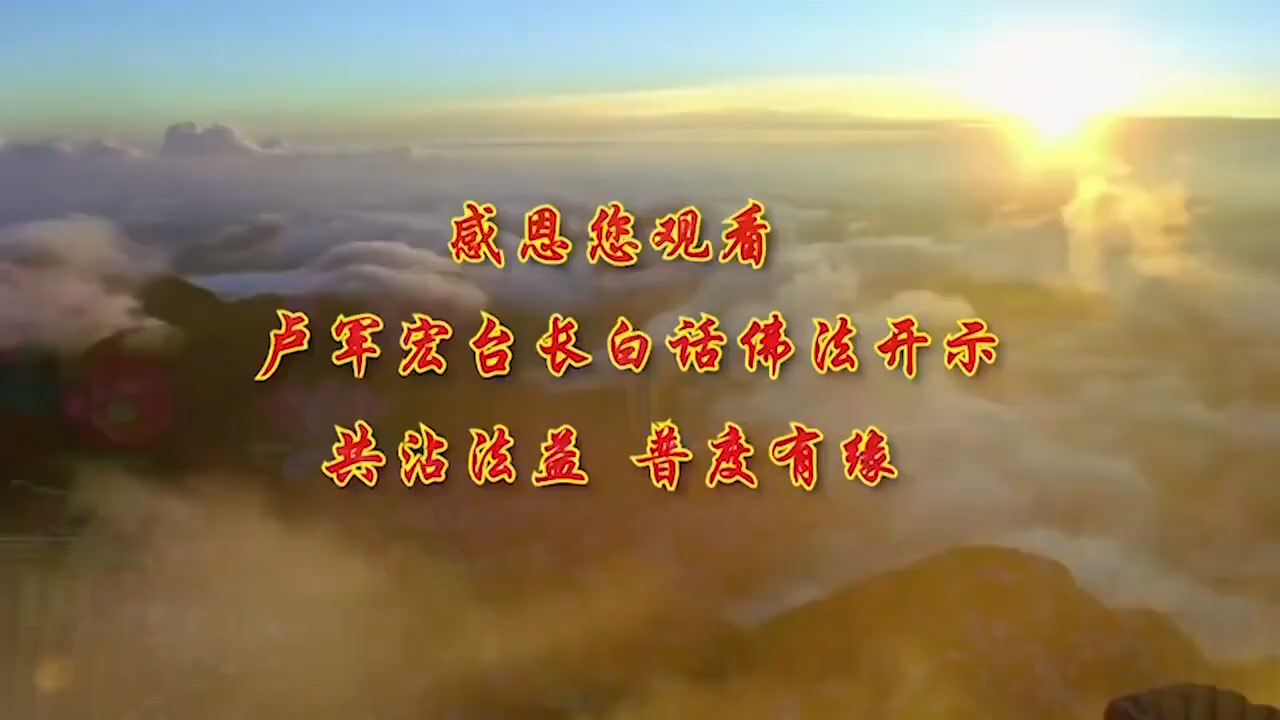 感恩您观看
卢军宏台长白话佛法开示
共沾法益 普度有缘